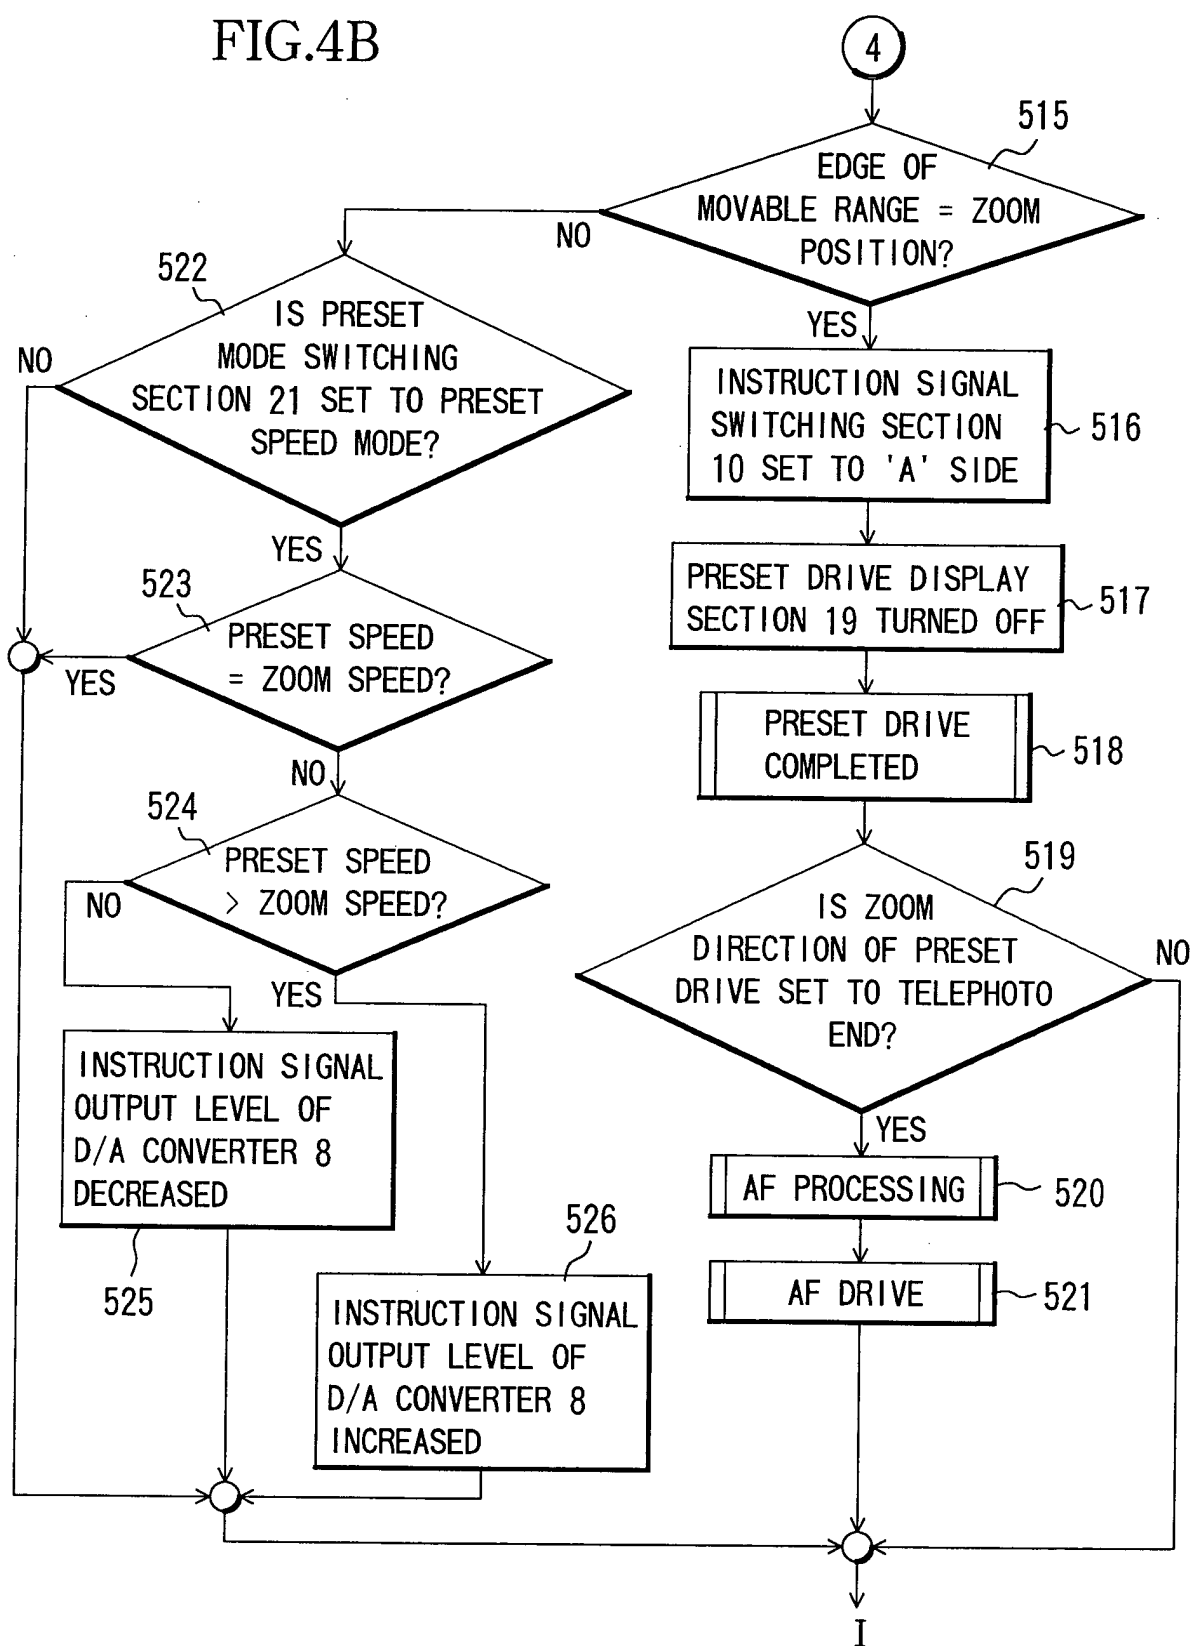 FIG.4B
4
515
EDGE OF
MOVABLE RANGE = ZOOM
POSITION?
NO
YES
522
IS PRESET
MODE SWITCHING
SECTION 21 SET TO PRESET
SPEED MODE?
NO
YES
INSTRUCTION SIGNAL
SWITCHING SECTION
10 SET TO 'A' SIDE
516
523
PRESET SPEED
= ZOOM SPEED?
YES
NO
PRESET DRIVE DISPLAY
SECTION 19 TURNED OFF
517
PRESET DRIVE
COMPLETED
518
524
PRESET SPEED
> ZOOM SPEED?
NO
YES
519
IS ZOOM
DIRECTION OF PRESET
DRIVE SET TO TELEPHOTO
END?
NO
YES
INSTRUCTION SIGNAL
OUTPUT LEVEL OF
D/A CONVERTER 8
DECREASED
525
526
INSTRUCTION SIGNAL
OUTPUT LEVEL OF
D/A CONVERTER 8
INCREASED
AF PROCESSING
520
AF DRIVE
521
I